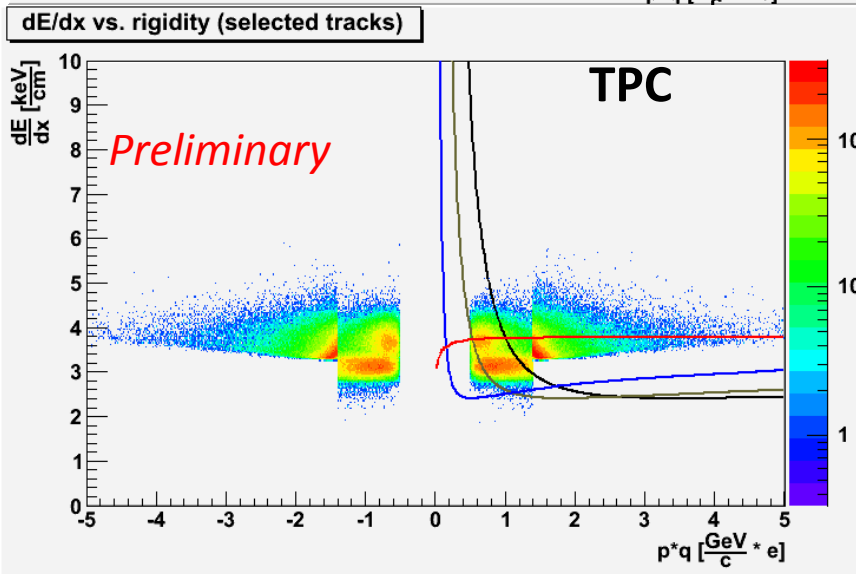 dE/dx vs. rigidity (selected tracks)
TPC
Preliminary
dE/dx [keV/cm]
10
9
8
7
6
5
4
3
2
1
0
-5 -4 -3 -2 -1 0 1 2 3 4 5
p*q [GeV/c * e]
10
10
1